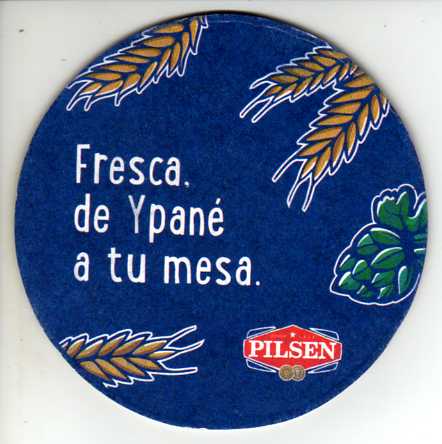 Fresca,
de Ypané
a tu mesa.
PILSEN